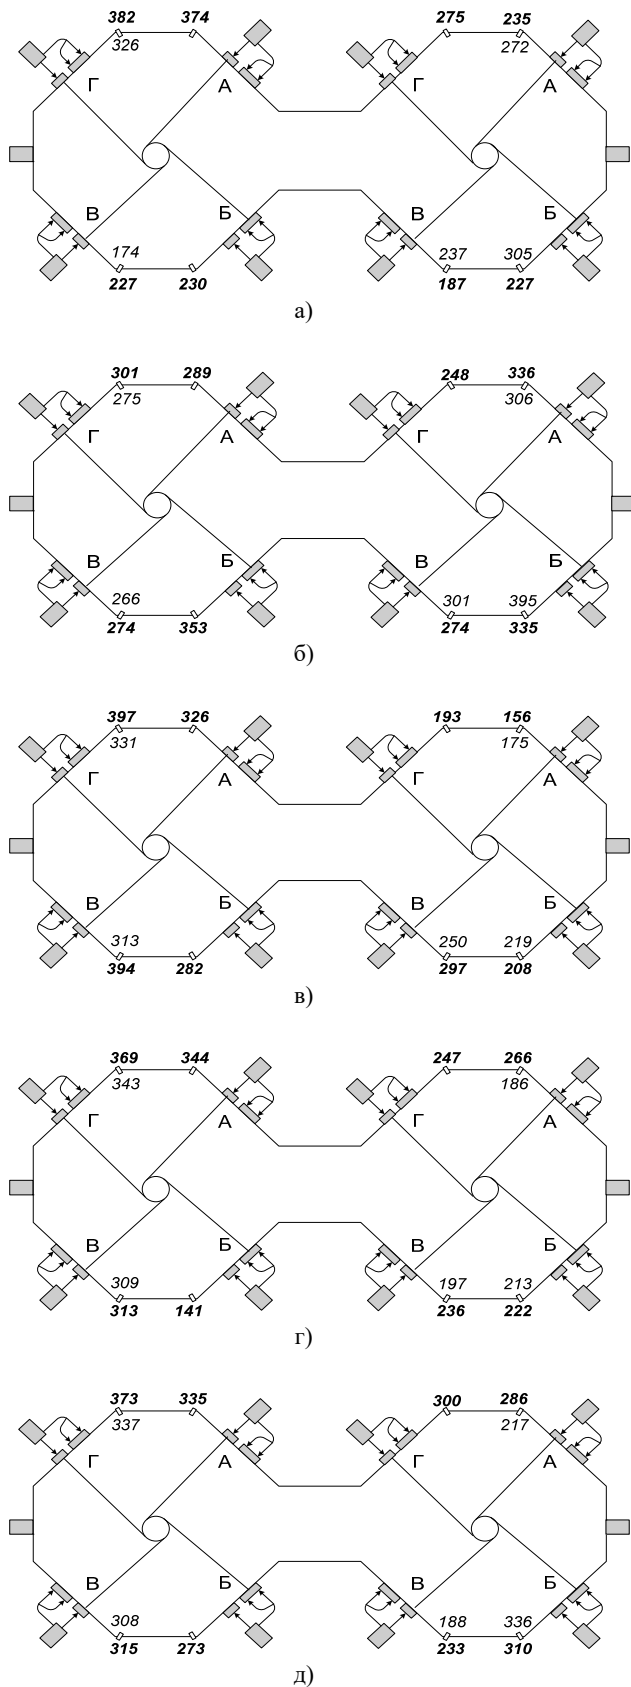 382 374 275 235
326 272
Г А Г А
В Б В Б
174 237 305
227 230 187 227
а)
301 289 248 336
275 306
Г А Г А
В Б В Б
266 301 395
274 353 274 335
б)
397 326 193 156
331 175
Г А Г А
В Б В Б
313 250 219
394 282 297 208
в)
369 344 247 266
343 186
Г А Г А
В Б В Б
309 197 213
313 141 236 222
г)
373 335 300 286
337 217
Г А Г А
В Б В Б
308 188 336
315 273 233 310
д)